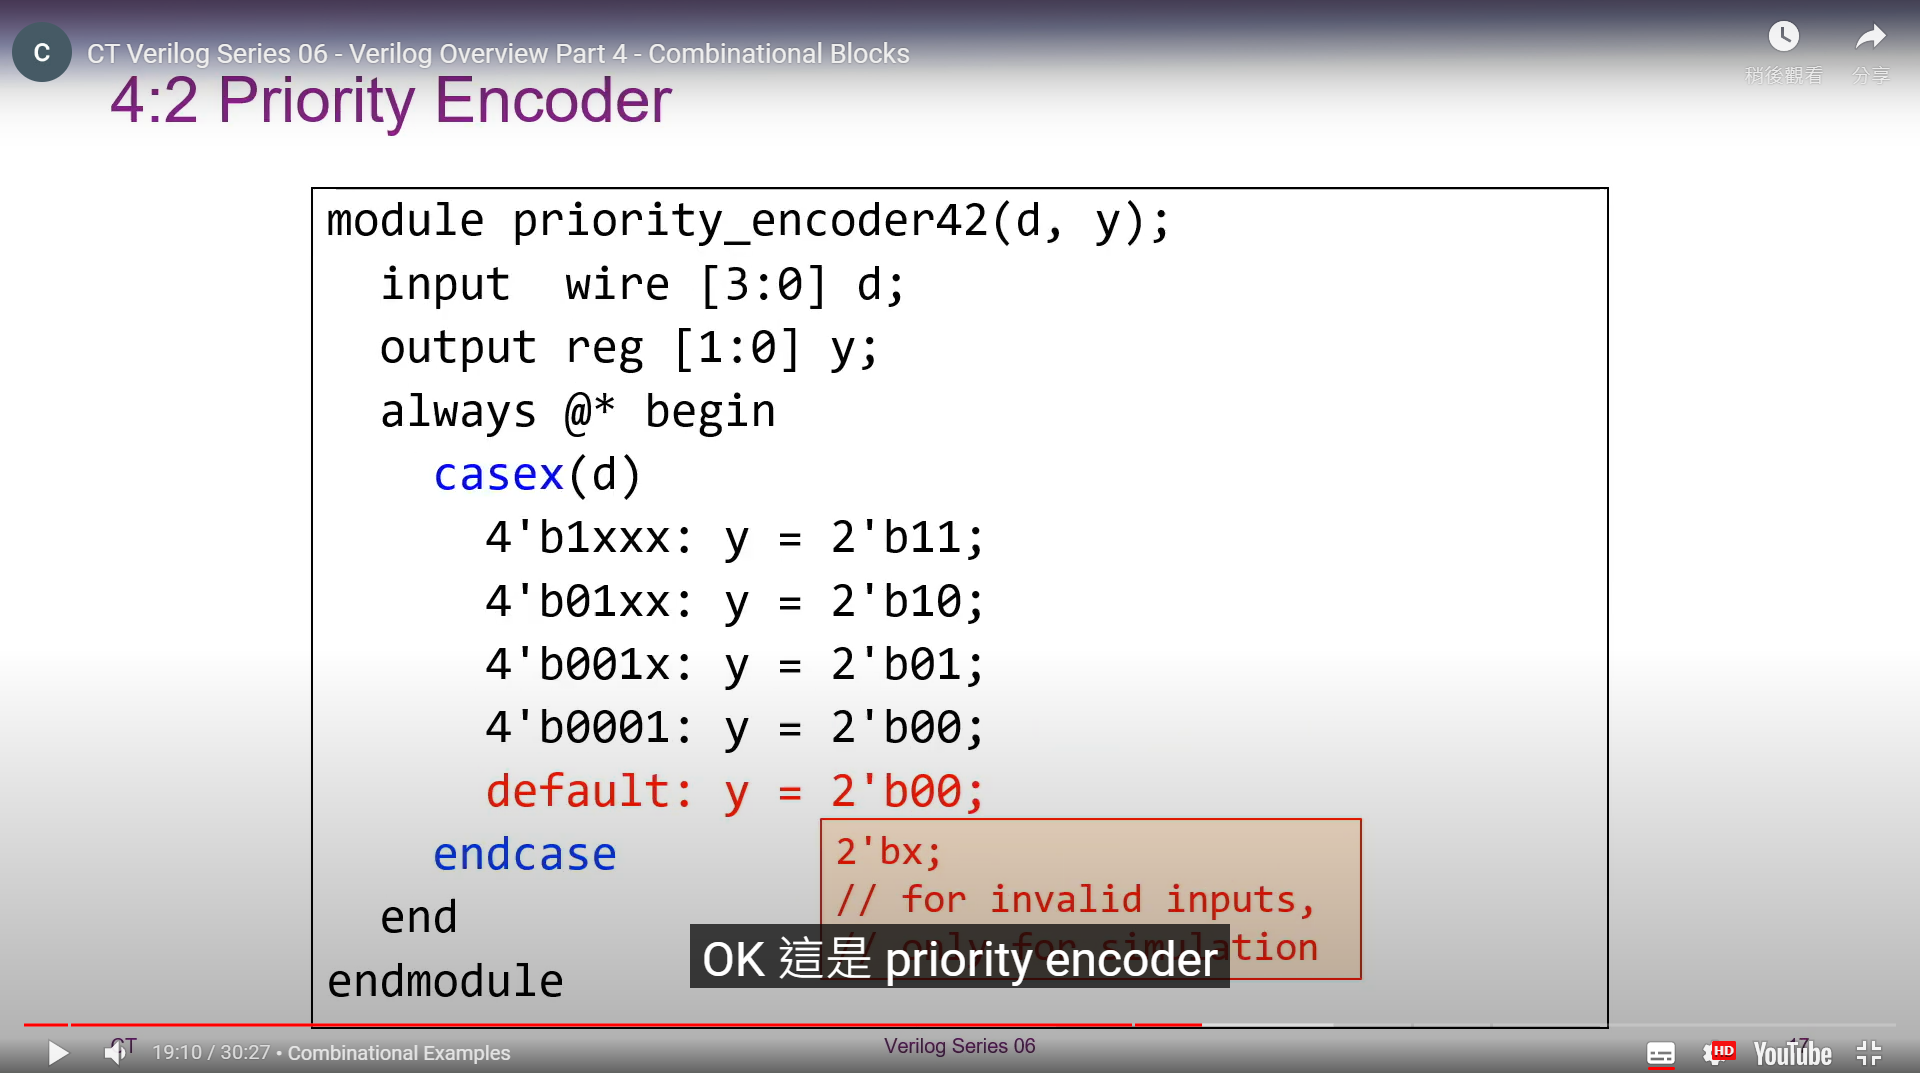 C
CT Verilog Series 06 - Verilog Overview Part 4 - Combinational Blocks
稍後觀看
分享
4:2 Priority Encoder
module priority_encoder42(d, y);
input  wire [3:0] d;
output reg [1:0] y;
always @* begin
casex(d)
4'b1xxx: y = 2'b11;
4'b01xx: y = 2'b10;
4'b001x: y = 2'b01;
4'b0001: y = 2'b00;
default: y = 2'b00;
endcase
2'bx;
// for invalid inputs,
// only for simulation
end
OK 這是 priority encoder
endmodule
CT
Verilog Series 06
17
19:10 / 30:27 • Combinational Examples
HD
YouTube